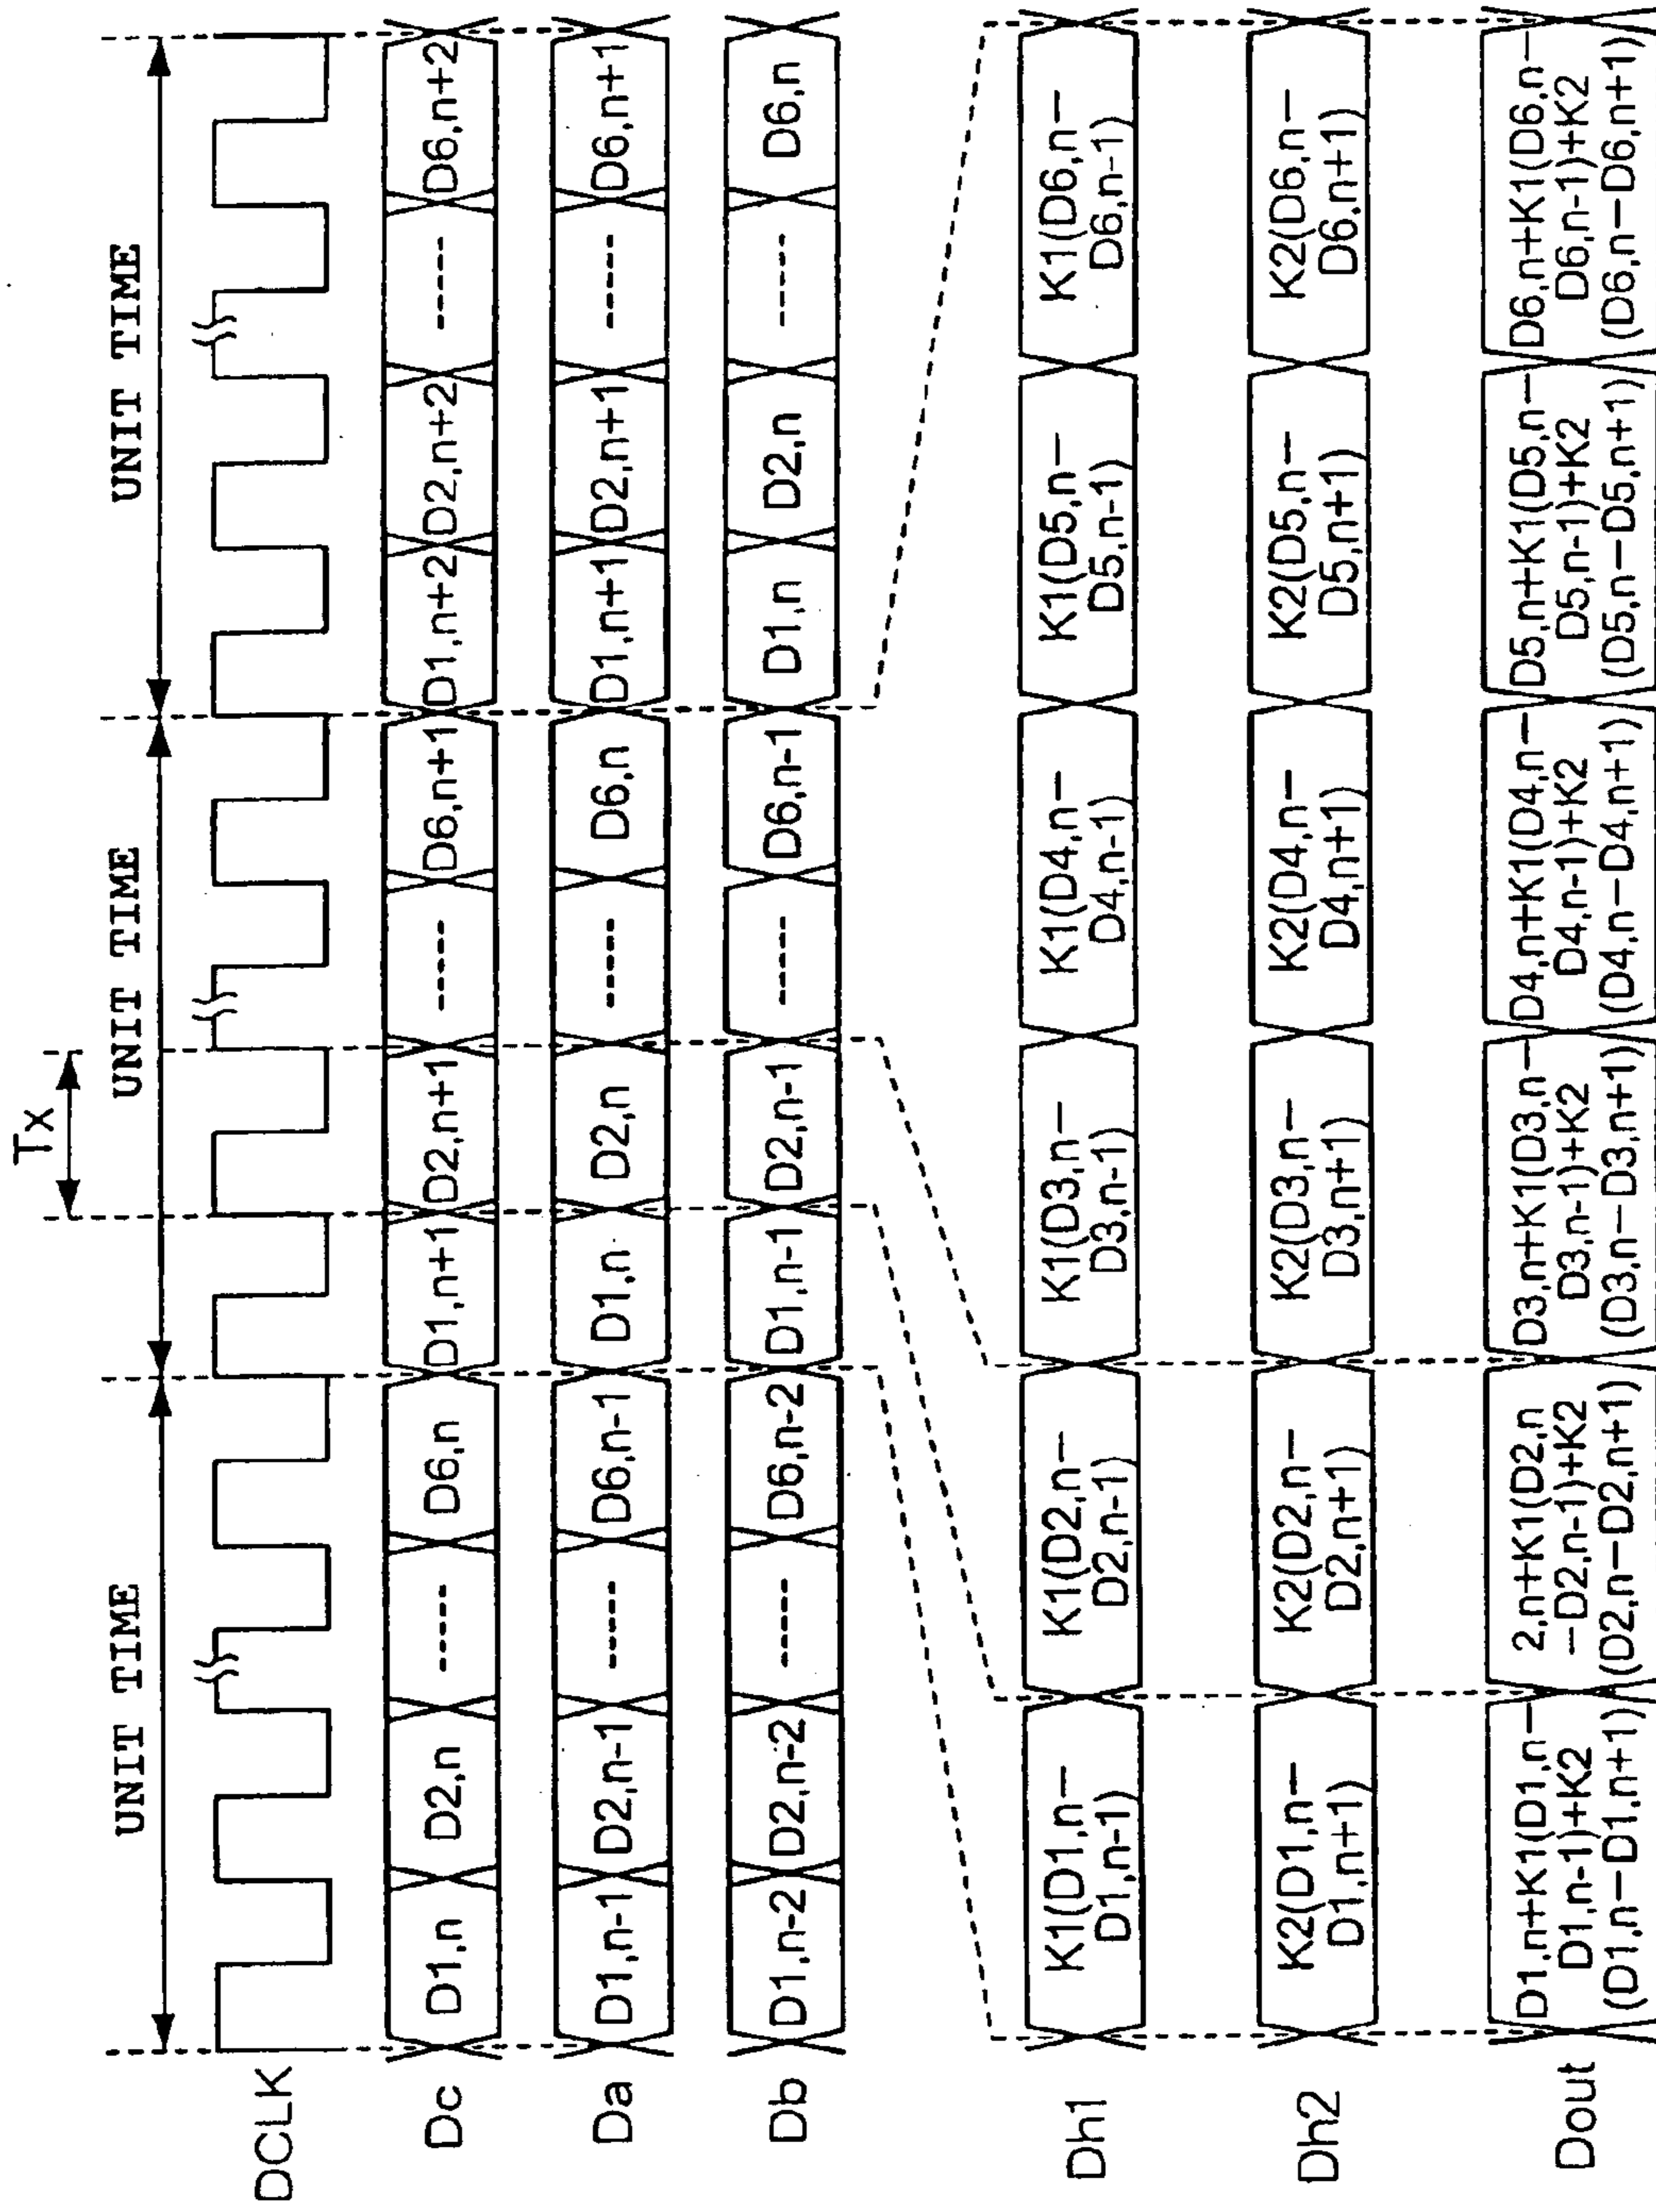 Tx
UNIT TIME
UNIT TIME
UNIT TIME
DCLK
Dc
D1,n
D2,n
-----
D6,n
D1,n+1
D2,n+1
-----
D6,n+1
D1,n+2
D2,n+2
-----
D6,n+2
Da
D1,n-1
D2,n-1
-----
D6,n-1
D1,n
D2,n
-----
D6,n
D1,n+1
D2,n+1
-----
D6,n+1
Db
D1,n-2
D2,n-2
-----
D6,n-2
D1,n-1
D2,n-1
-----
D6,n-1
D1,n
D2,n
-----
D6,n
Dh1
K1(D1,n—
D1,n-1)
K1(D2,n—
D2,n-1)
K1(D3,n—
D3,n-1)
K1(D4,n—
D4,n-1)
K1(D5,n—
D5,n-1)
K1(D6,n—
D6,n-1)
Dh2
K2(D1,n—
D1,n+1)
K2(D2,n—
D2,n+1)
K2(D3,n—
D3,n+1)
K2(D4,n—
D4,n+1)
K2(D5,n—
D5,n+1)
K2(D6,n—
D6,n+1)
Dout
D1,n+K1(D1,n—
D1,n-1)+K2
(D1,n—D1,n+1)
2,n+K1(D2,n
—D2,n-1)+K2
(D2,n—D2,n+1)
D3,n+K1(D3,n—
D3,n-1)+K2
(D3,n—D3,n+1)
D4,n+K1(D4,n—
D4,n-1)+K2
(D4,n—D4,n+1)
D5,n+K1(D5,n—
D5,n-1)+K2
(D5,n—D5,n+1)
D6,n+K1(D6,n—
D6,n-1)+K2
(D6,n—D6,n+1)